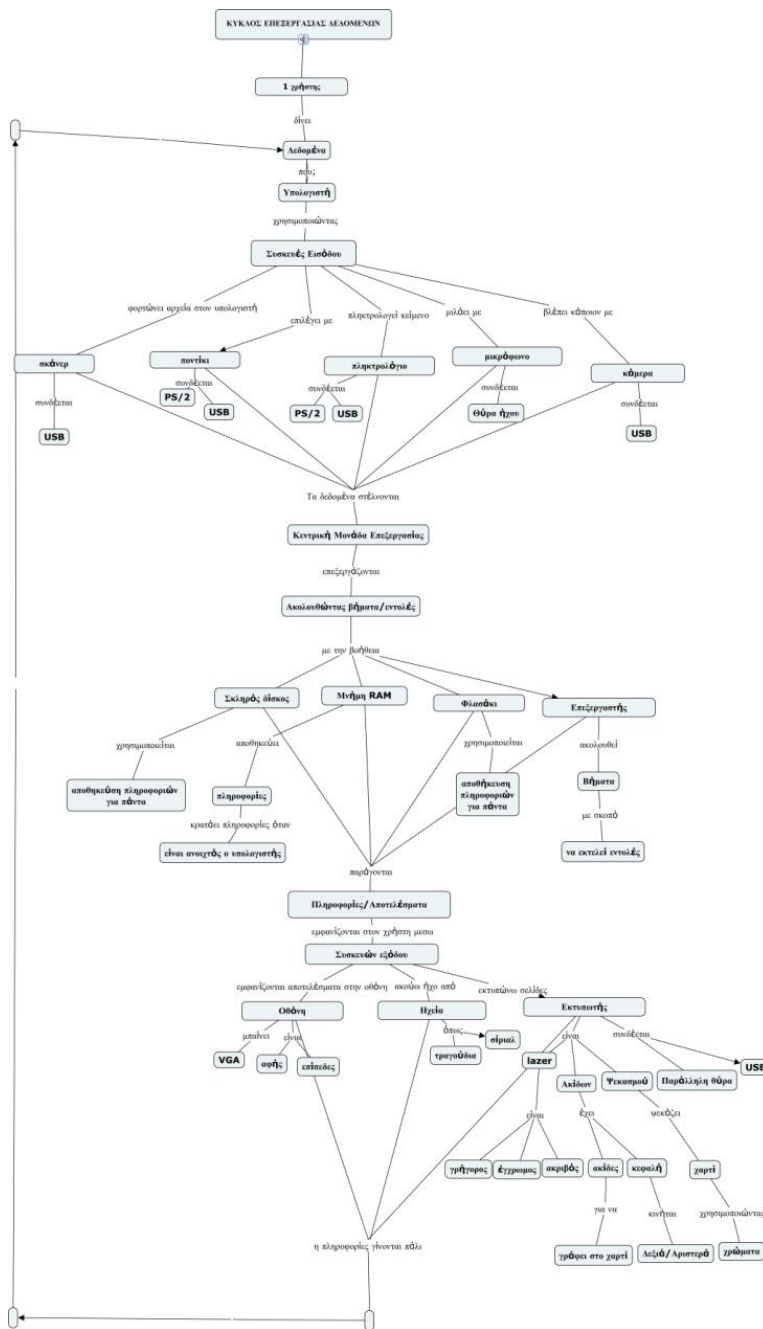 ΚΥΚΛΟΣ ΕΠΕΞΕΡΓΑΣΙΑΣ ΔΕΔΟΜΕΝΩΝ
1 χρήστης
δίνει
Δεδομένα
που;
Υπολογιστή
χρησιμοποιώντας
Συσκευές Εισόδου
φορτώνει αρχεία στον υπολογιστή
επιλέγει με
πληκτρολογεί κείμενο
μιλάει με
βλέπει κάποιον με
σκάνερ
ποντίκι
πληκτρολόγιο
μικρόφωνο
κάμερα
συνδέεται
συνδέεται
συνδέεται
συνδέεται
συνδέεται
USB
PS/2
USB
PS/2
USB
Θύρα ήχου
USB
Τα δεδομένα στέλνονται
Κεντρική Μονάδα Επεξεργασίας
επεξεργάζονται
Ακολουθώντας βήματα/εντολές
με την βοήθεια
Σκληρός δίσκος
Μνήμη RAM
Φλασάκι
Επεξεργαστής
χρησιμοποιείται
αποθηκεύει
χρησιμοποιείται
ακολουθεί
αποθηκεύση πληροφοριών
για πάντα
πληροφορίες
αποθήκευση
πληροφοριών
για πάντα
Βήματα
κρατάει πληροφορίες όταν
με σκοπό
είναι ανοιχτός ο υπολογιστής
να εκτελεί εντολές
παράγονται
Πληροφορίες/Αποτελέσματα
εμφανίζονται στον χρήστη μεσω
Συσκευών εξόδου
εμφανίζονται αποτελέσματα στην οθόνη
ακούω ήχο από
εκτυπώνω σελίδες
Οθόνη
Ηχεία
Εκτυπωτής
μπαίνει
είναι
όπως
είναι
συνδέεται
VGA
αφής
επίπεδες
τραγούδια
σίριαλ
lazer
Ακίδων
Ψεκασμού
Παράλληλη θύρα
USB
είναι
έχει
ψεκάζει
γρήγορος
έγχρωμος
ακριβός
ακίδες
κεφαλή
χαρτί
για να
κινήται
χρησιμοποιώντας
γράφει στο χαρτί
Δεξιά/Αριστερά
χρώματα
η πληροφορίες γίνονται πάλι